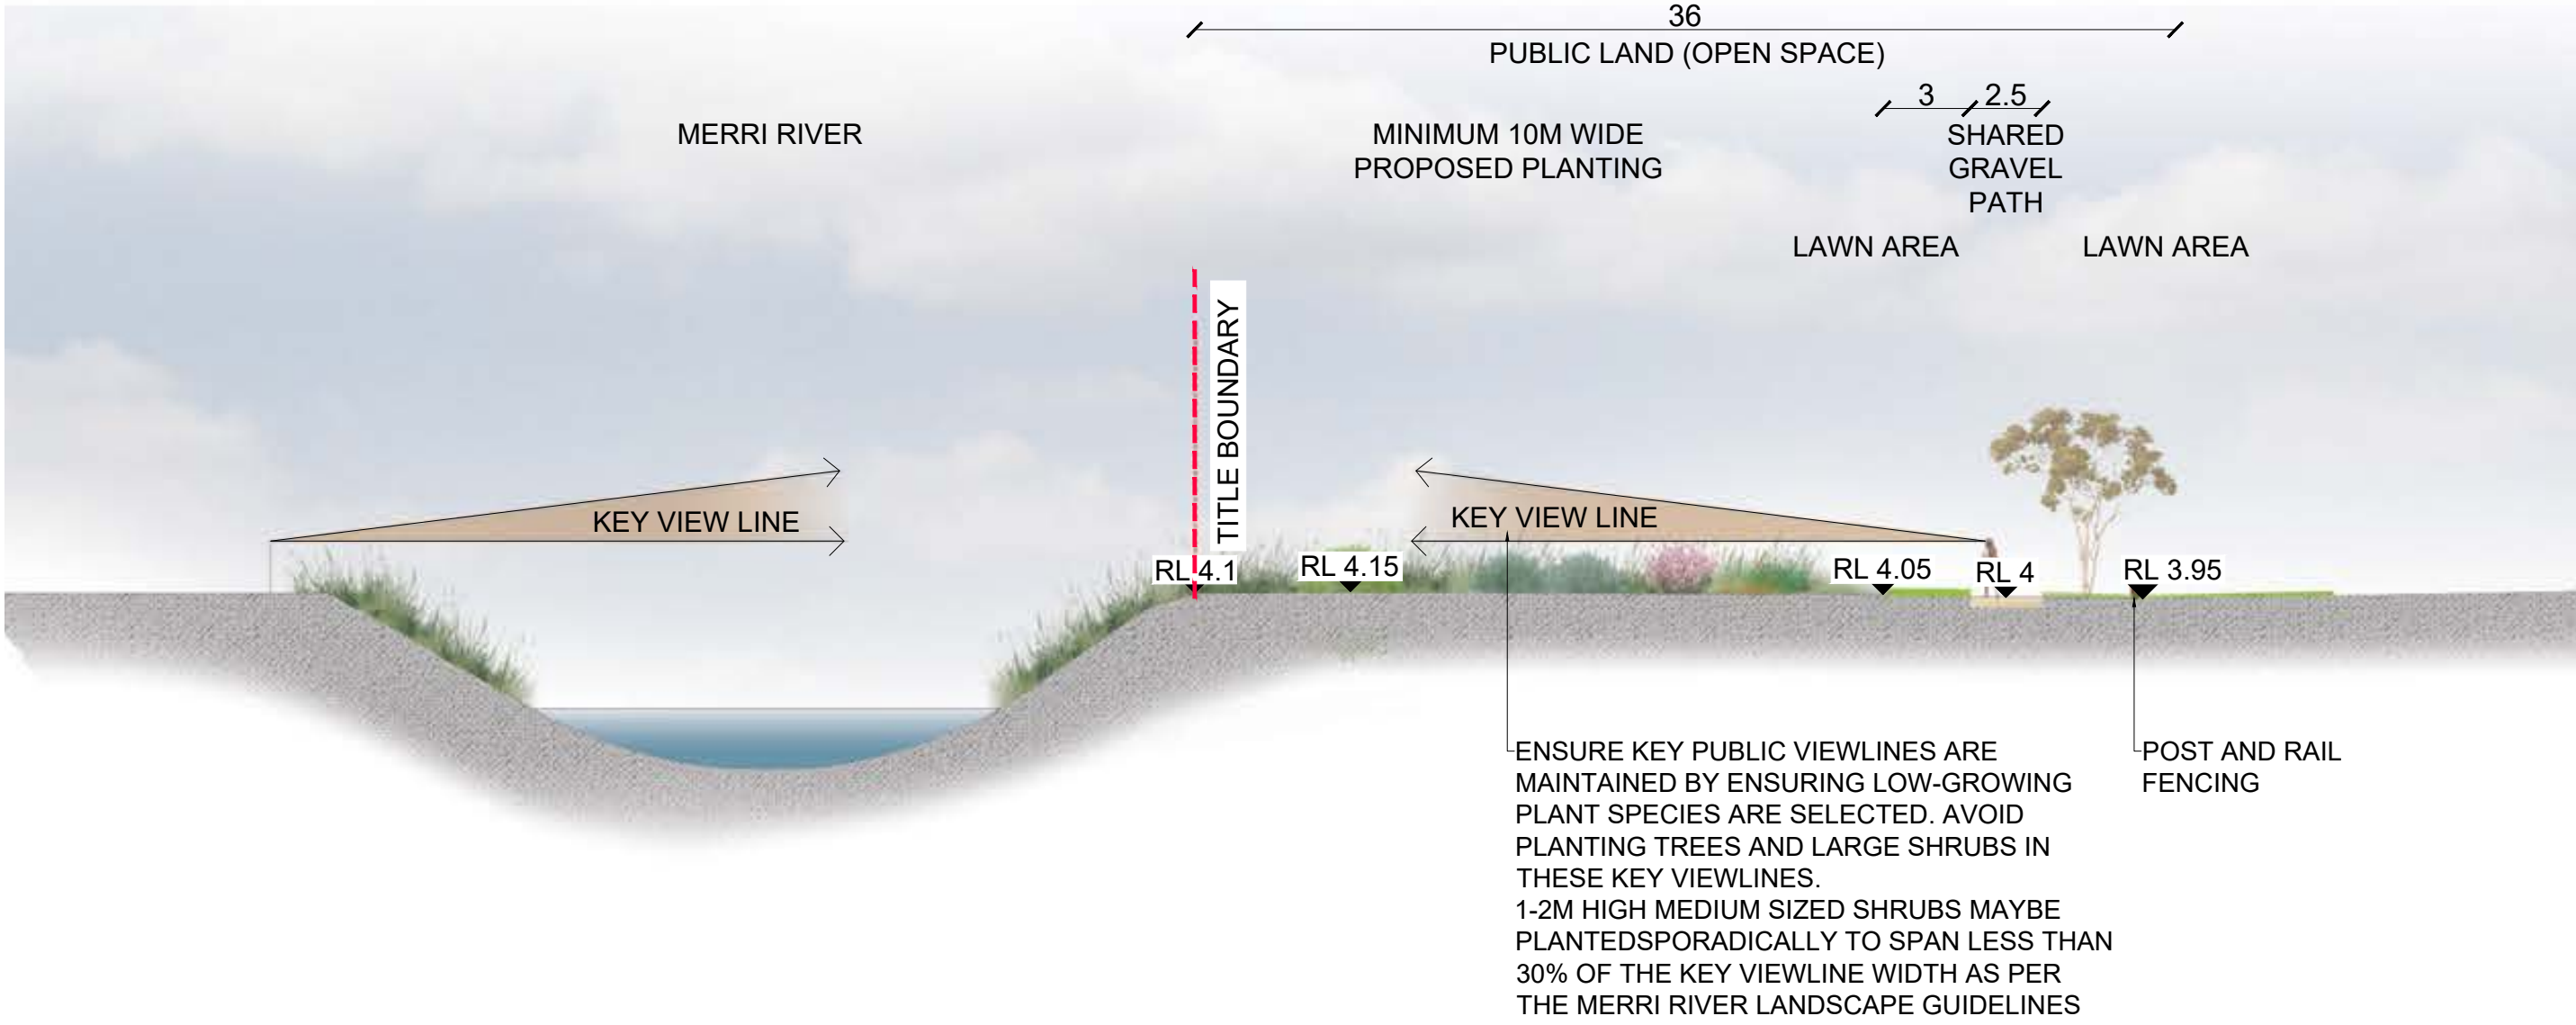 36
PUBLIC LAND (OPEN SPACE)
3
2.5
MERRI RIVER
MINIMUM 10M WIDE
PROPOSED PLANTING
SHARED
GRAVEL
PATH
LAWN AREA
LAWN AREA
TITLE BOUNDARY
KEY VIEW LINE
KEY VIEW LINE
RL 4.1
RL 4.15
RL 4.05
RL 4
RL 3.95
ENSURE KEY PUBLIC VIEWLINES ARE
MAINTAINED BY ENSURING LOW-GROWING
PLANT SPECIES ARE SELECTED. AVOID
PLANTING TREES AND LARGE SHRUBS IN
THESE KEY VIEWLINES.
1-2M HIGH MEDIUM SIZED SHRUBS MAYBE
PLANTEDSPORADICALLY TO SPAN LESS THAN
30% OF THE KEY VIEWLINE WIDTH AS PER
THE MERRI RIVER LANDSCAPE GUIDELINES
POST AND RAIL
FENCING